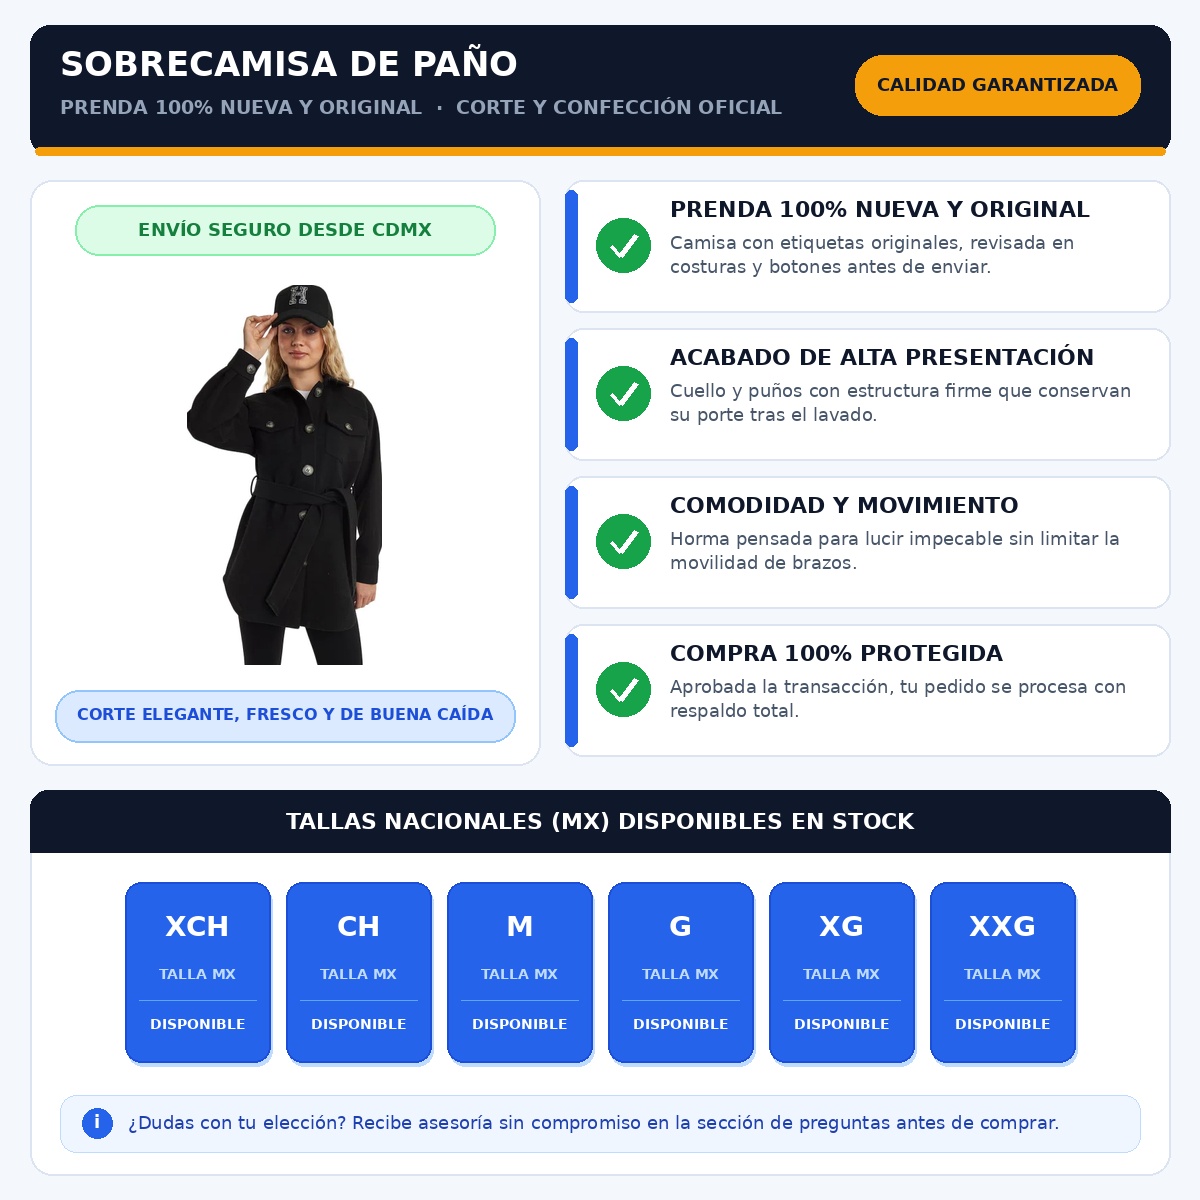 SOBRECAMISA DE PAÑO
PRENDA 100% NUEVA Y ORIGINAL · CORTE Y CONFECCIÓN OFICIAL
CALIDAD GARANTIZADA
ENVÍO SEGURO DESDE CDMX
H
CORTE ELEGANTE, FRESCO Y DE BUENA CAÍDA
PRENDA 100% NUEVA Y ORIGINAL
Camisa con etiquetas originales, revisada en
costuras y botones antes de enviar.
ACABADO DE ALTA PRESENTACIÓN
Cuello y puños con estructura firme que conservan
su porte tras el lavado.
COMODIDAD Y MOVIMIENTO
Horma pensada para lucir impecable sin limitar la
movilidad de brazos.
COMPRA 100% PROTEGIDA
Aprobada la transacción, tu pedido se procesa con
respaldo total.
TALLAS NACIONALES (MX) DISPONIBLES EN STOCK
XCH
TALLA MX
DISPONIBLE
CH
TALLA MX
DISPONIBLE
M
TALLA MX
DISPONIBLE
G
TALLA MX
DISPONIBLE
XG
TALLA MX
DISPONIBLE
XXG
TALLA MX
DISPONIBLE
i
¿Dudas con tu elección? Recibe asesoría sin compromiso en la sección de preguntas antes de comprar.